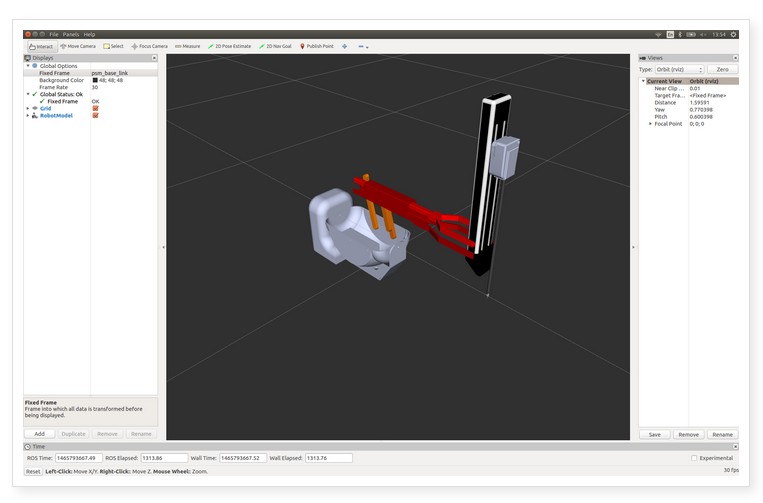 File Panels Help
En
13:54
Interact Move Camera Select Focus Camera Measure 2D Pose Estimate 2D Nav Goal Publish Point
Displays
Global Options
Fixed Frame psm_base_link
Background Color 48; 48; 48
Frame Rate 30
Global Status: Ok
Fixed Frame OK
Grid
RobotModel
Fixed Frame
Frame into which all data is transformed before
being displayed.
Add Duplicate Remove Rename
Views
Type: Orbit (rviz) Zero
Current View Orbit (rviz)
Near Clip ... 0.01
Target Fra... <Fixed Frame>
Distance 1.59591
Yaw 0.770398
Pitch 0.600398
Focal Point 0; 0; 0
Save Remove Rename
Time
ROS Time: 1465793667.49 ROS Elapsed: 1313.86 Wall Time: 1465793667.52 Wall Elapsed: 1313.76 Experimental
Reset Left-Click: Move X/Y. Right-Click: Move Z. Mouse Wheel: Zoom. 30 fps